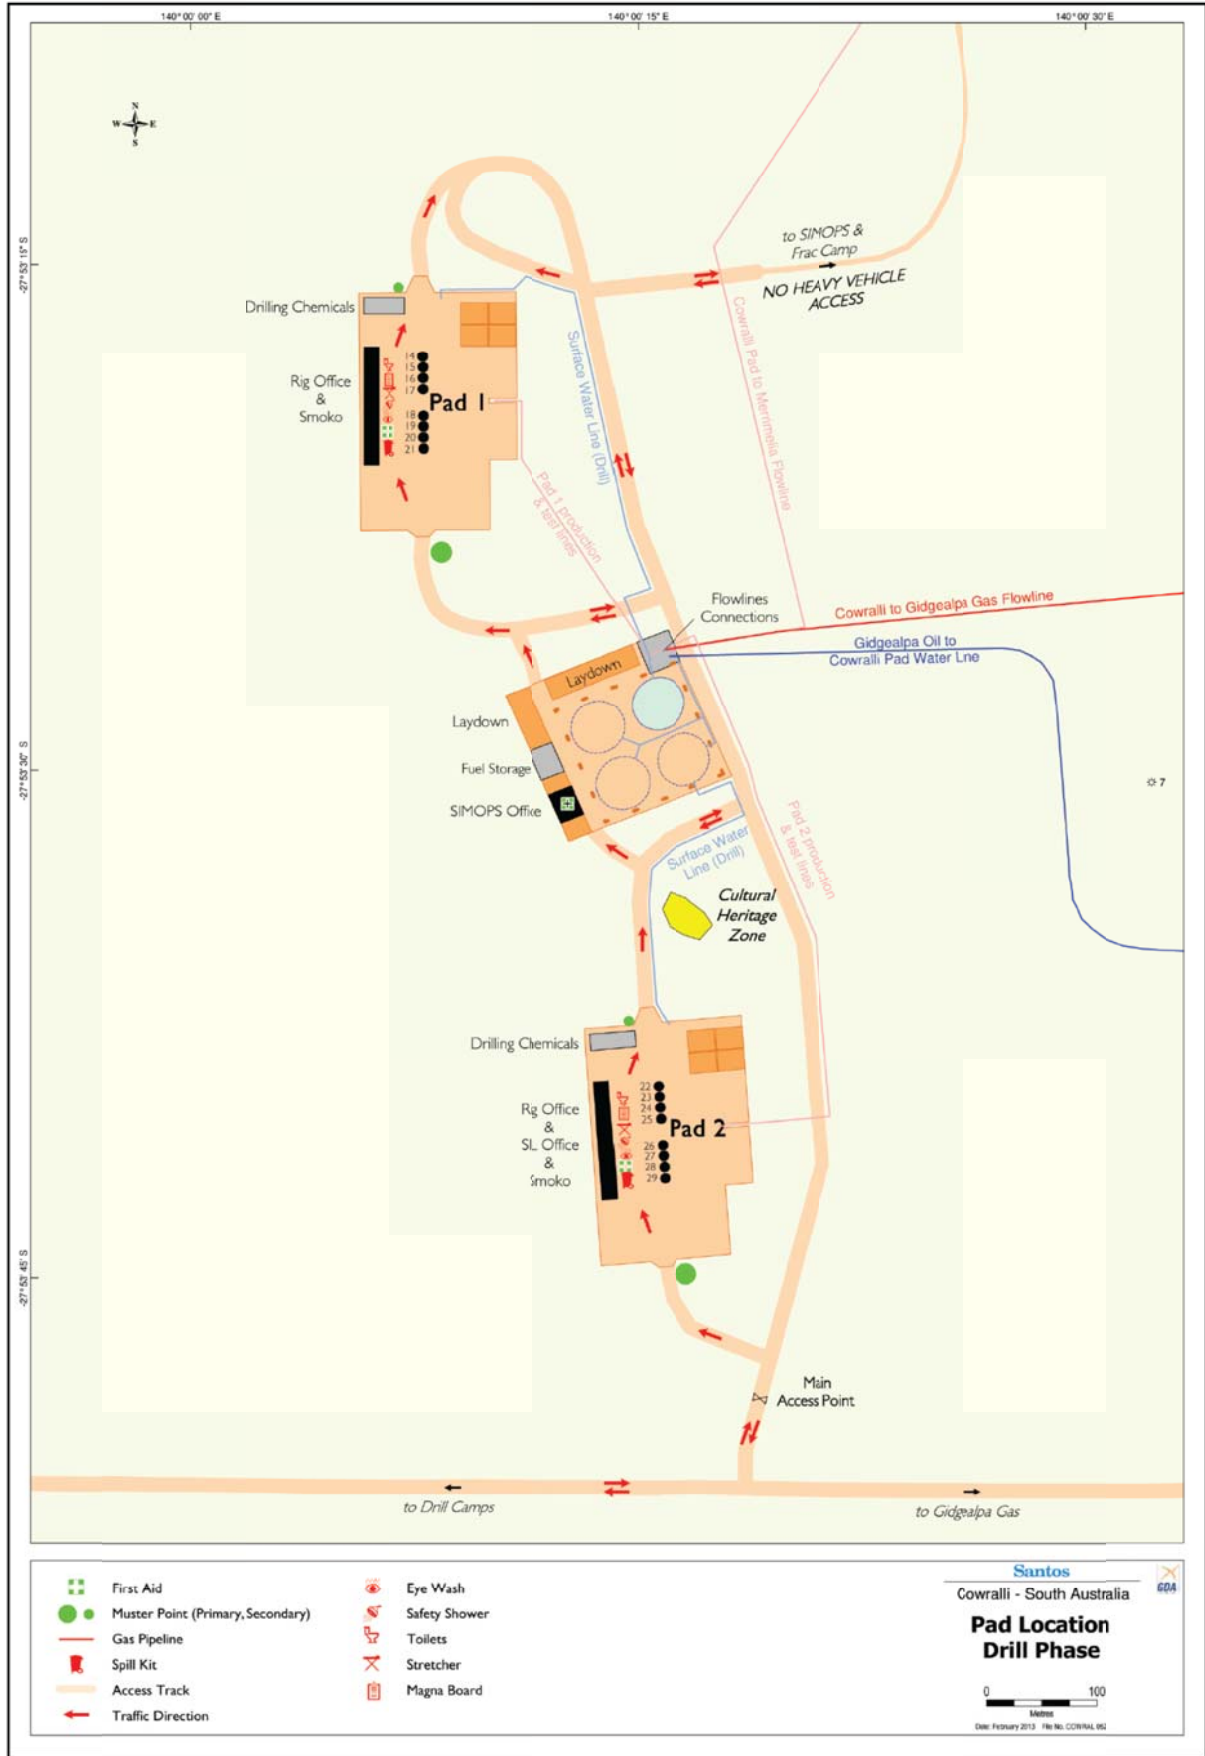 140° 00' 00" E
140° 00' 15" E
140° 00' 30" E
N
W E
S
-27°53'15" S
to SIMOPS &
Frac Camp
NO HEAVY VEHICLE
ACCESS
Drilling Chemicals
Rig Office
&
Smoko
14
15
16
17
18
19
20
21
Pad 1
Surface Water Line (Drill)
Cowralli Pad to Merrimelia Flowline
Pad 1 production
& test lines
Flowlines
Connections
Cowralli to Gidgealpa Gas Flowline
Gidgealpa Oil to
Cowralli Pad Water Lne
Laydown
Laydown
Fuel Storage
SIMOPS Office
-27°53'30" S
7
Surface Water
Line (Drill)
Pad 2 production
& test lines
Cultural
Heritage
Zone
Drilling Chemicals
Rg Office
&
SL Office
&
Smoko
22
23
24
25
26
27
28
29
Pad 2
-27°53'45" S
Main
Access Point
to Drill Camps
to Gidgealpa Gas
First Aid
Muster Point (Primary, Secondary)
Gas Pipeline
Spill Kit
Access Track
Traffic Direction
Eye Wash
Safety Shower
Toilets
Stretcher
Magna Board
Santos
GDA
Cowralli - South Australia
Pad Location
Drill Phase
0 100
Metres
Date: February 2013 File No.